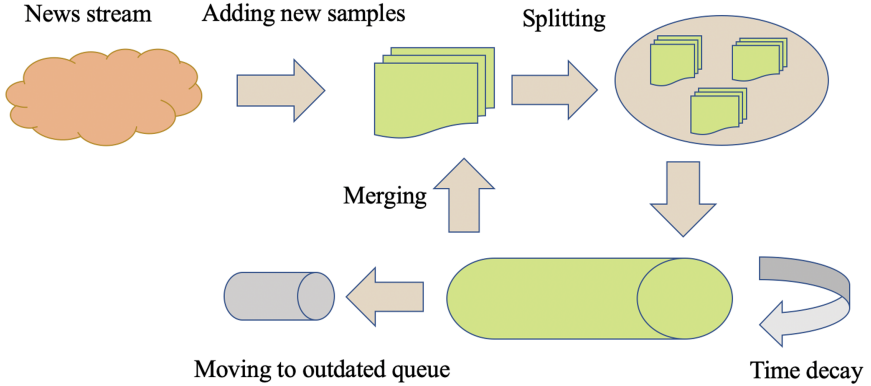 News stream
Adding new samples
Splitting
Merging
Moving to outdated queue
Time decay